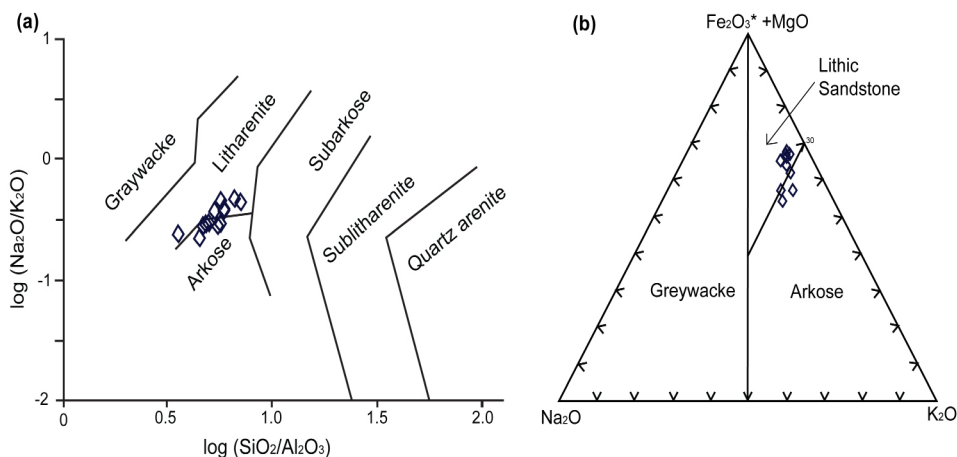 (a)
1
0
-1
-2
log (Na₂O/K₂O)
Graywacke
Litharenite
Subarkose
Arkose
Sublitharenite
Quartz arenite
0
0.5
1.0
1.5
2.0
log (SiO₂/Al₂O₃)
(b)
Fe₂O₃* +MgO
Lithic
Sandstone
30
Greywacke
Arkose
Na₂O
K₂O